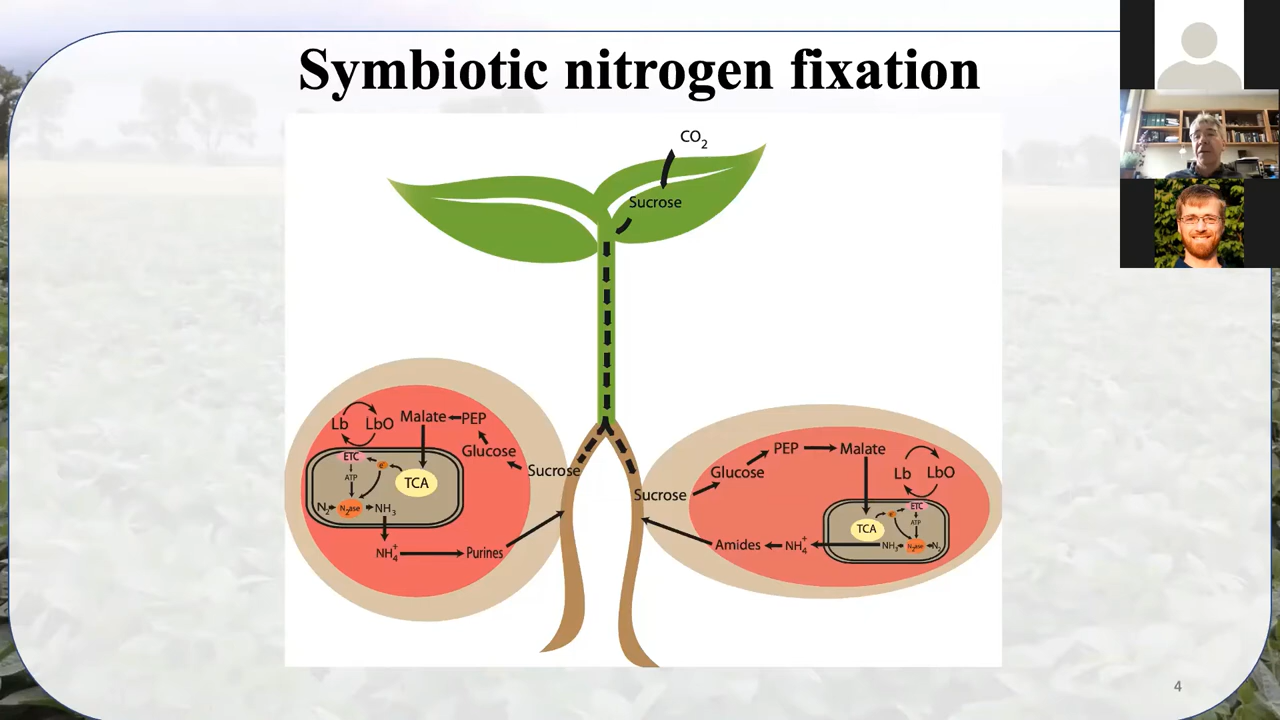 Symbiotic nitrogen fixation
CO2
Sucrose
Lb
LbO
Malate
PEP
Glucose
Sucrose
ETC
e-
ATP
TCA
N2
N2ase
NH3
NH4+
Purines
PEP
Malate
Glucose
Sucrose
Lb
LbO
ETC
e-
ATP
TCA
Amides
NH4+
NH3
N2ase
N2
4